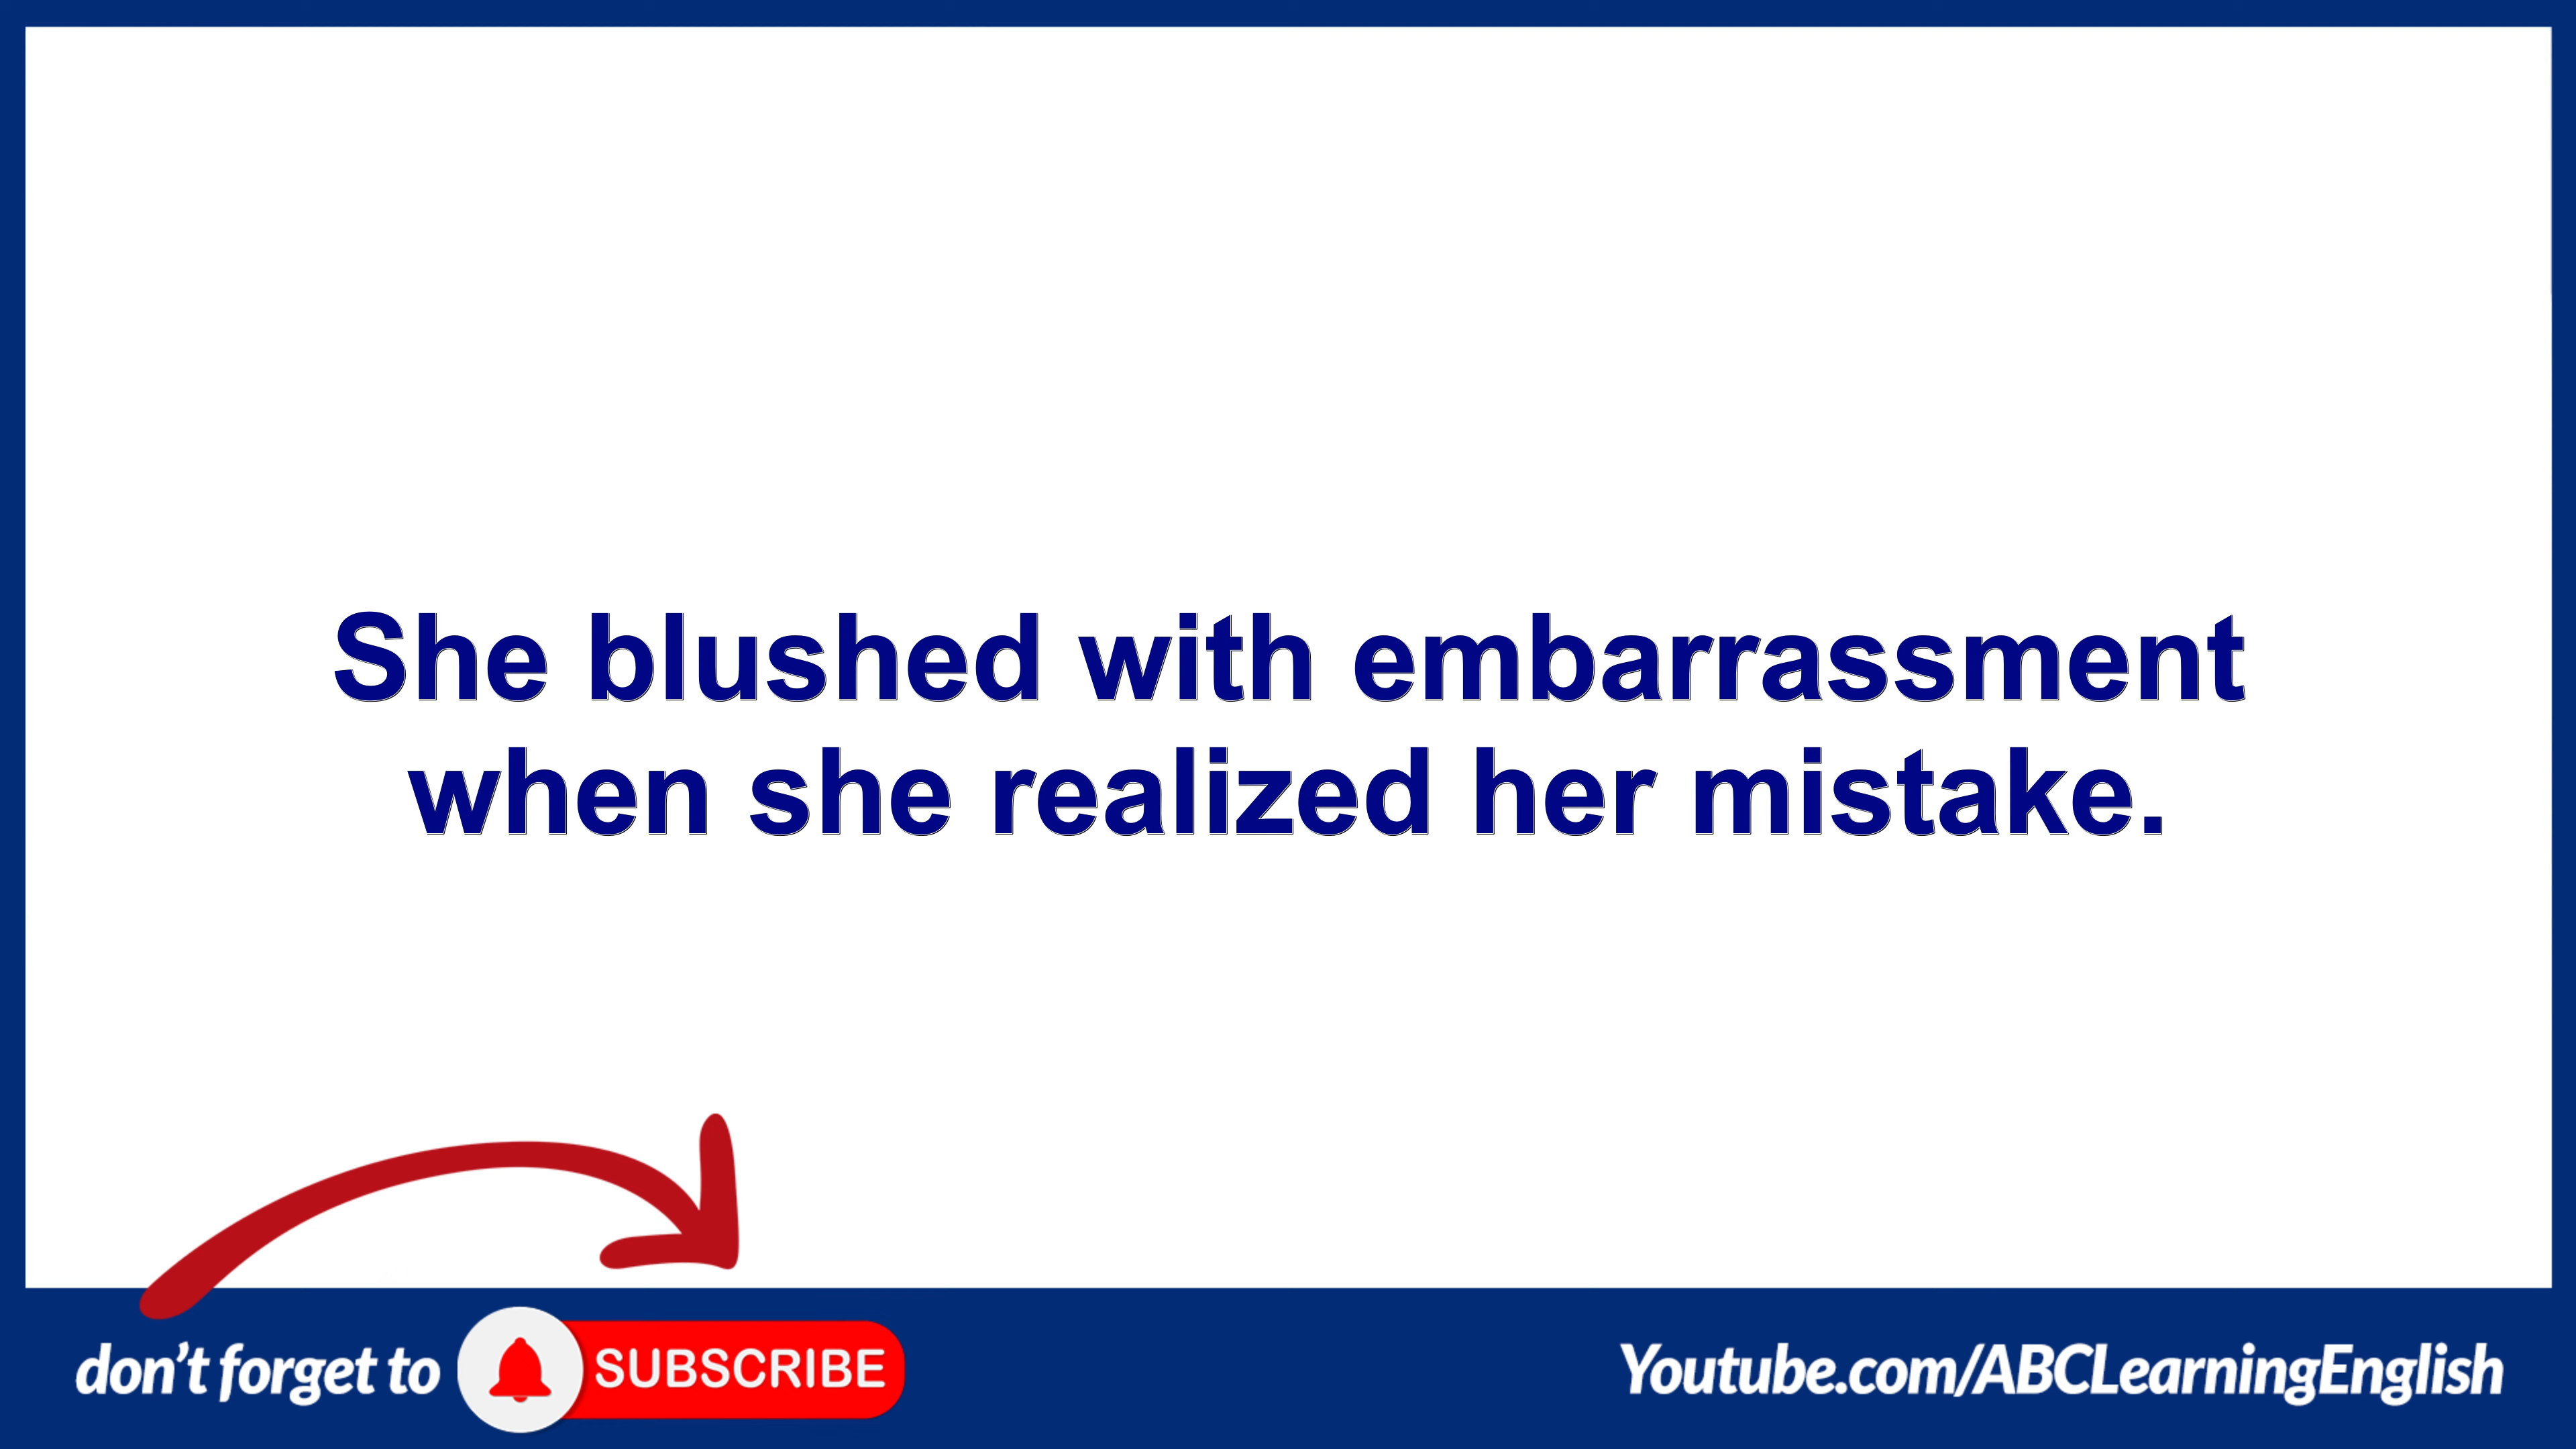 She blushed with embarrassment
when she realized her mistake.
don't forget to SUBSCRIBE
Youtube.com/ABCLearningEnglish